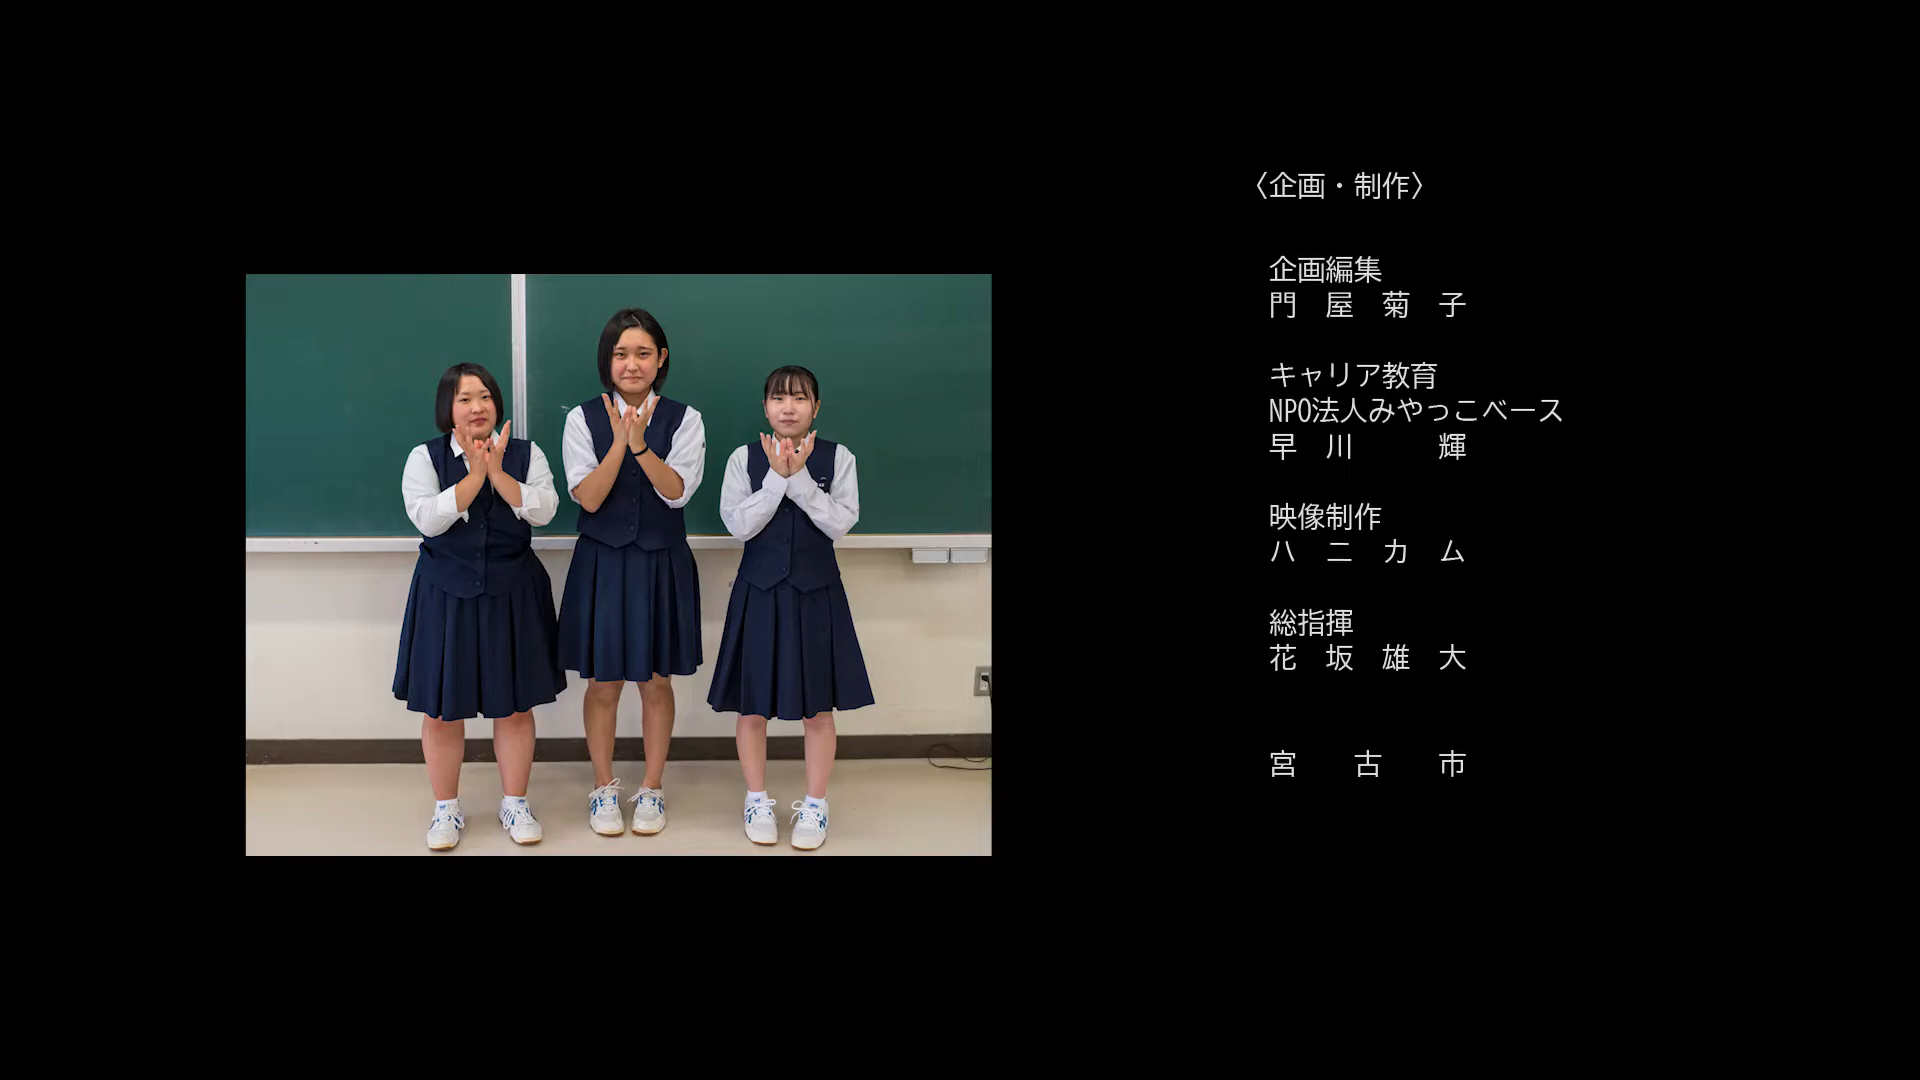 〈企画・制作〉
企画編集
門　屋　菊　子
キャリア教育
NPO法人みやっこベース
早　川　　　輝
映像制作
ハ　ニ　カ　ム
総指揮
花　坂　雄　大
宮　　古　　市